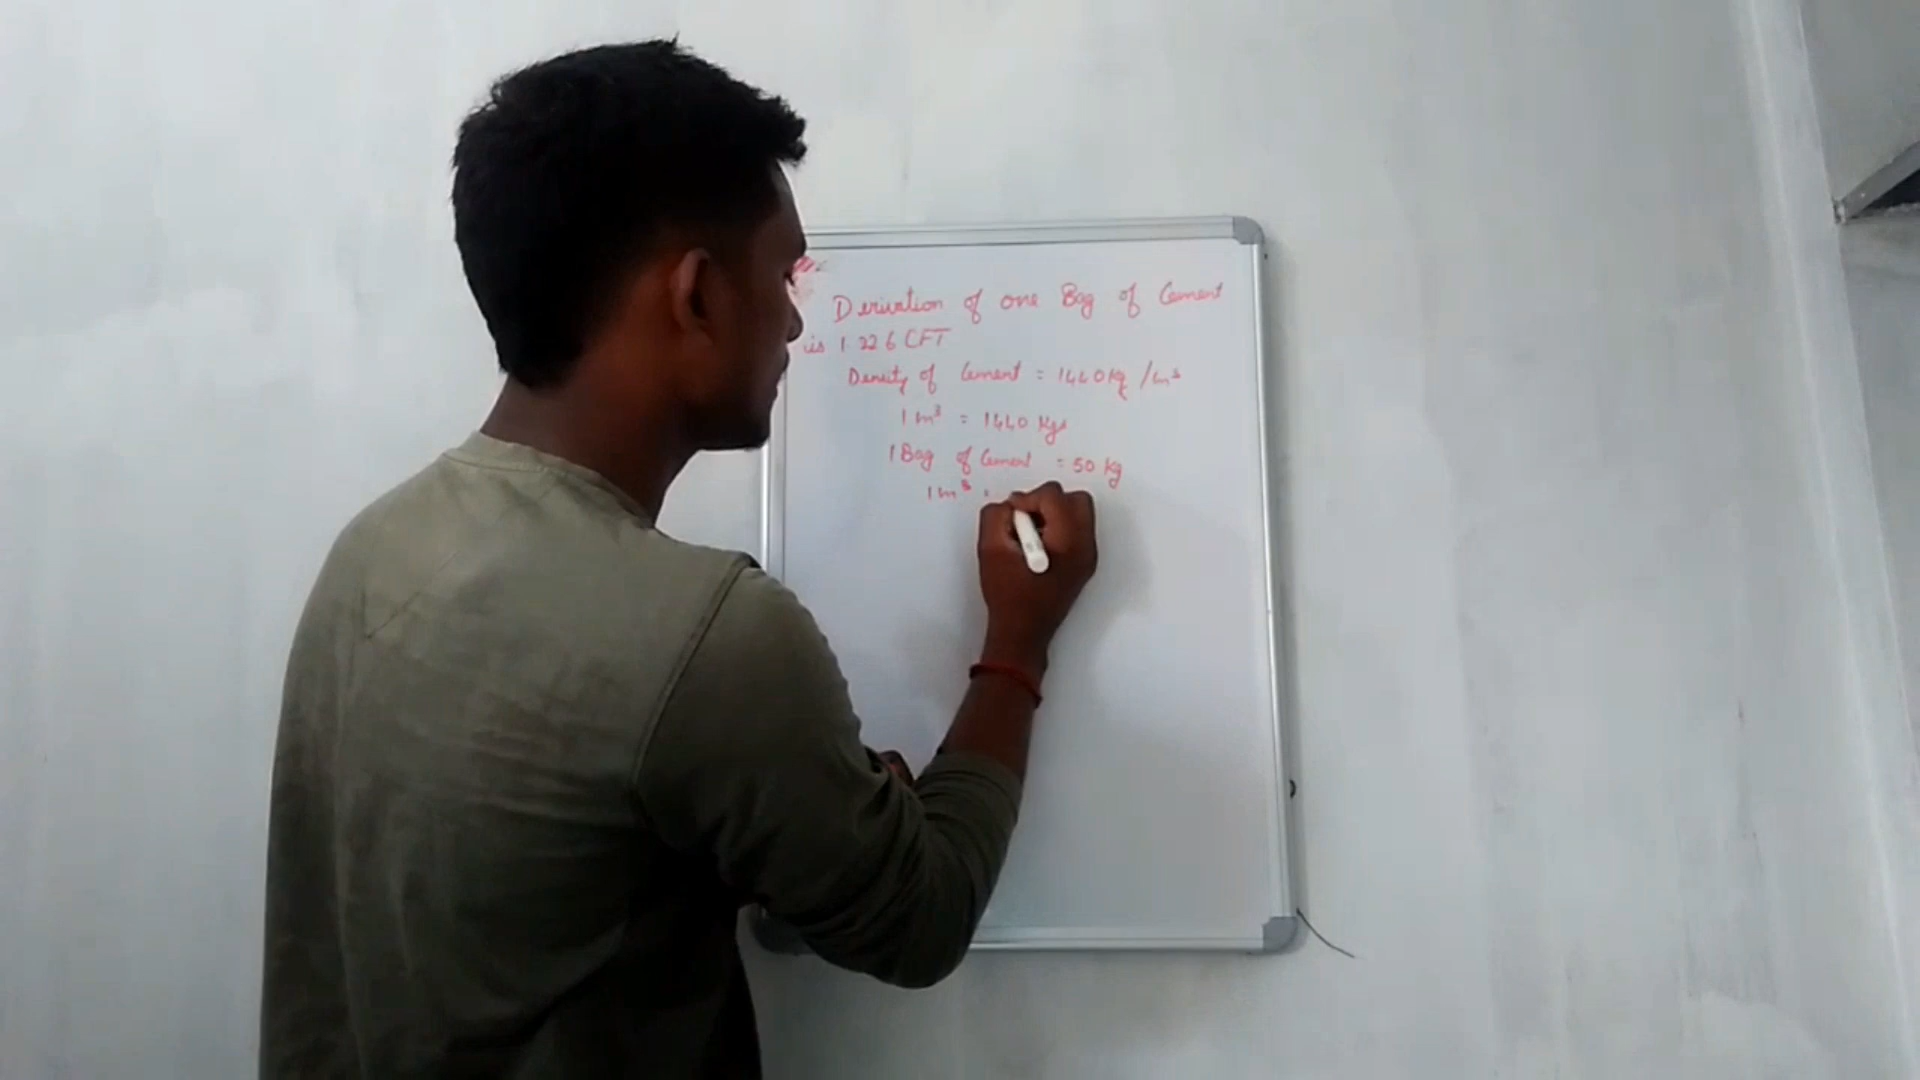 Derivation of one Bag of Cement
is 1.226 CFT
Density of Cement = 1440 kg/m³
1 m³ = 1440 Kgs
1 Bag of Cement = 50 kg
1 m³ =